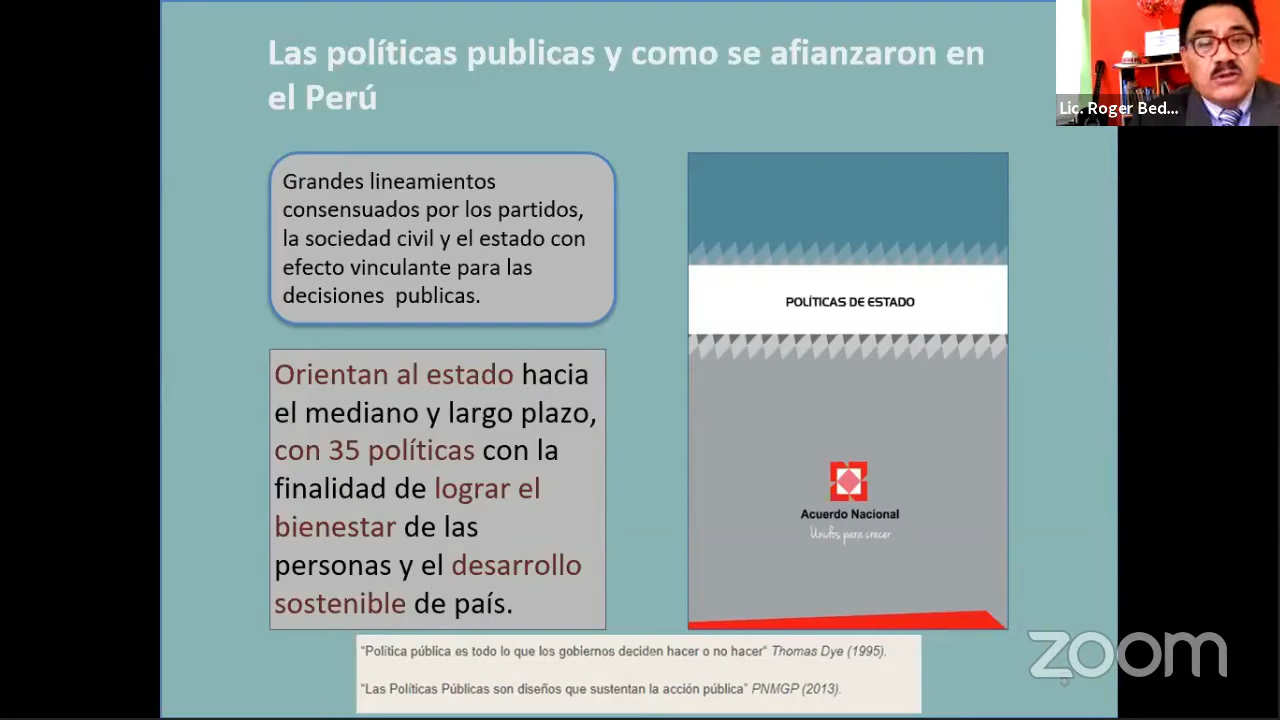 Las políticas publicas y como se afianzaron en
el Perú
Lic. Roger Bed...
Grandes lineamientos
consensuados por los partidos,
la sociedad civil y el estado con
efecto vinculante para las
decisiones publicas.
POLÍTICAS DE ESTADO
Orientan al estado hacia
el mediano y largo plazo,
con 35 políticas con la
finalidad de lograr el
bienestar de las
personas y el desarrollo
sostenible de país.
Acuerdo Nacional
Unidos para crecer
"Política pública es todo lo que los gobiernos deciden hacer o no hacer" Thomas Dye (1995).
"Las Políticas Públicas son diseños que sustentan la acción pública" PNMGP (2013).
zoom